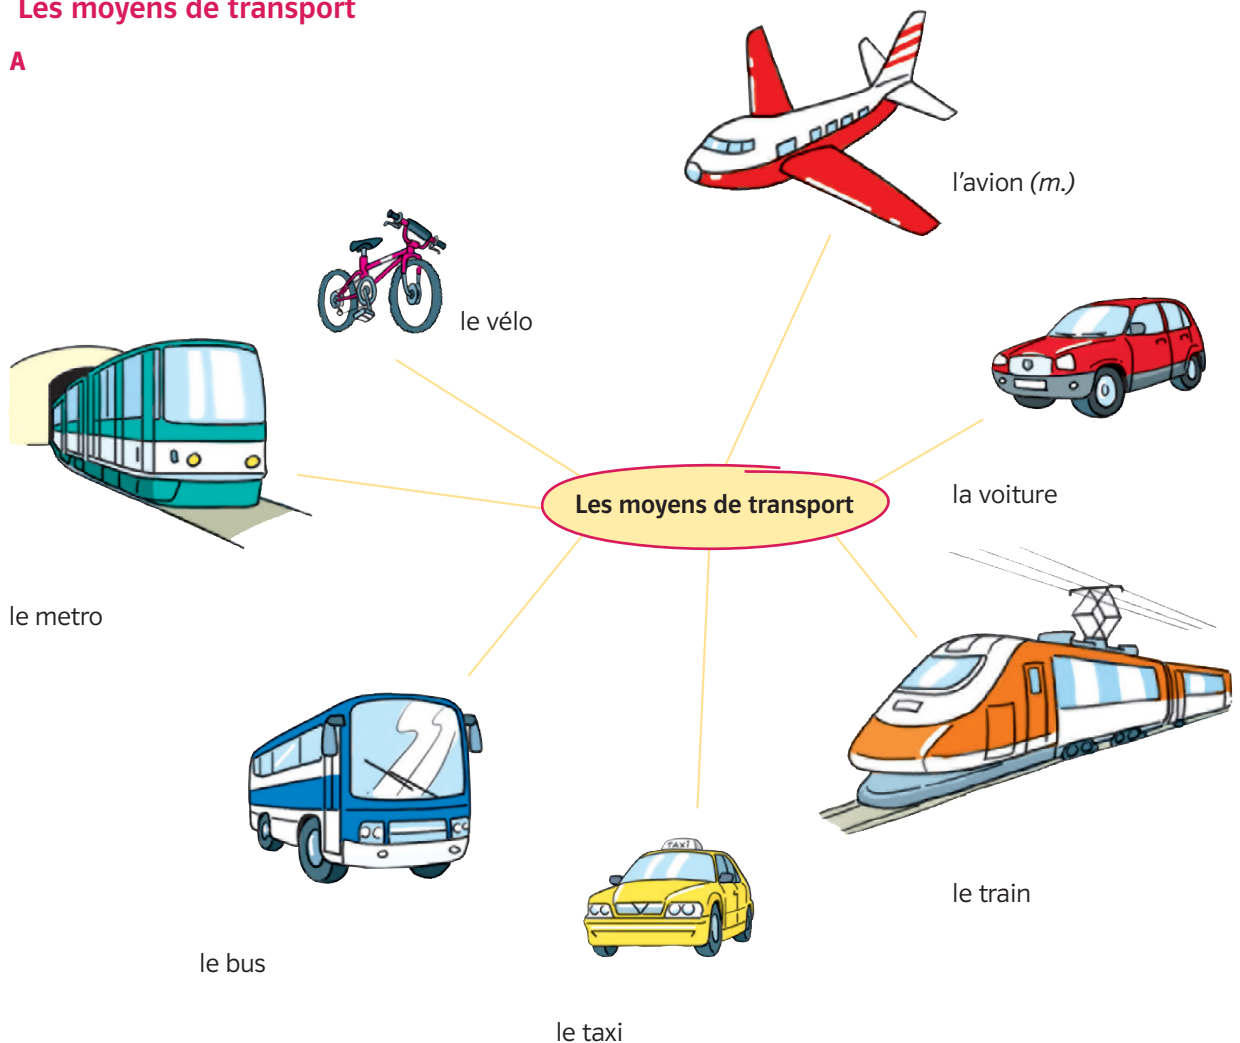 Les moyens de transport
A
l'avion (m.)
le vélo
la voiture
Les moyens de transport
le metro
le train
TAXI
le bus
le taxi